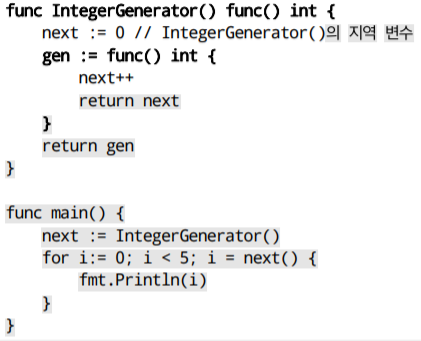 func IntegerGenerator() func() int {
next := 0 // IntegerGenerator()의 지역 변수
gen := func() int {
next++
return next
}
return gen
}
func main() {
next := IntegerGenerator()
for i:= 0; i < 5; i = next() {
fmt.Println(i)
}
}